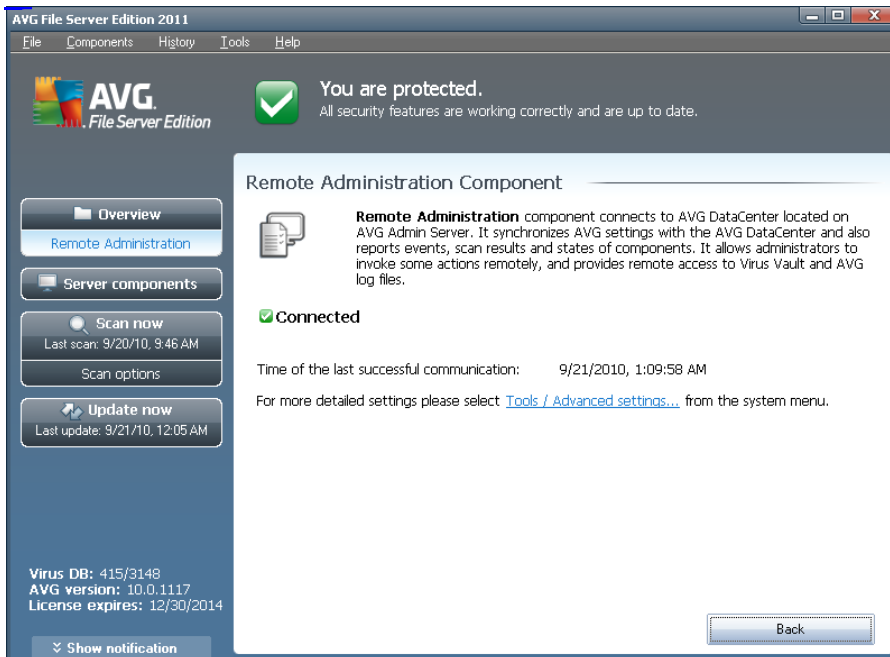 AVG File Server Edition 2011
File Components History Tools Help
AVG.
File Server Edition
You are protected.
All security features are working correctly and are up to date.
Overview
Remote Administration
Server components
Scan now
Last scan: 9/20/10, 9:46 AM
Scan options
Update now
Last update: 9/21/10, 12:05 AM
Virus DB: 415/3148
AVG version: 10.0.1117
License expires: 12/30/2014
Show notification
Remote Administration Component
Remote Administration component connects to AVG DataCenter located on
AVG Admin Server. It synchronizes AVG settings with the AVG DataCenter and also
reports events, scan results and states of components. It allows administrators to
invoke some actions remotely, and provides remote access to Virus Vault and AVG
log files.
Connected
Time of the last successful communication: 9/21/2010, 1:09:58 AM
For more detailed settings please select Tools / Advanced settings... from the system menu.
Back